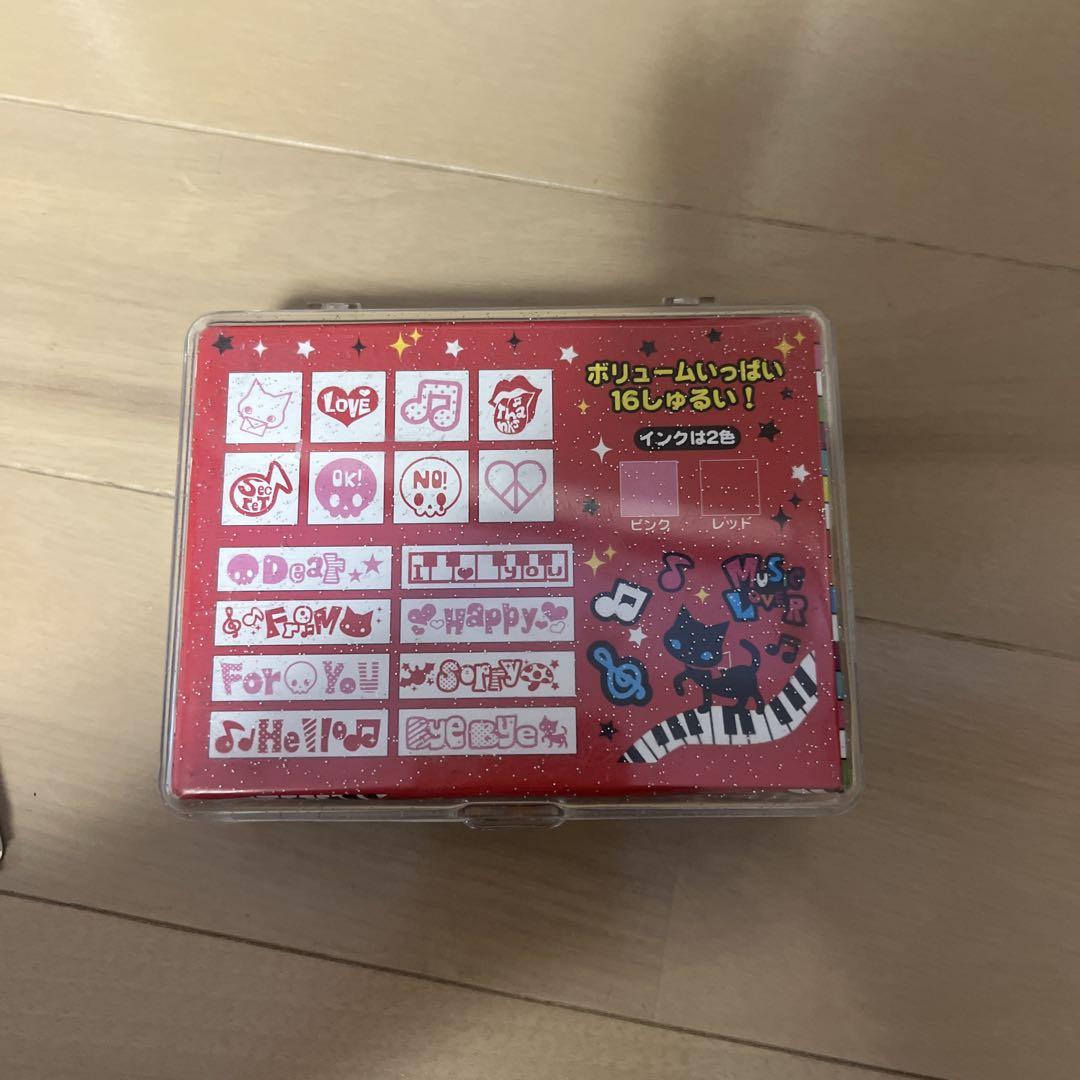 ボリュームいっぱい
16しゅるい！
インクは2色
ピンク レッド
LOVE
Thanks
Secret
OK!
NO!
Dear
I ♥ you
From
Happy
For You
Sorry
Hello
Bye Bye
Music
Lover